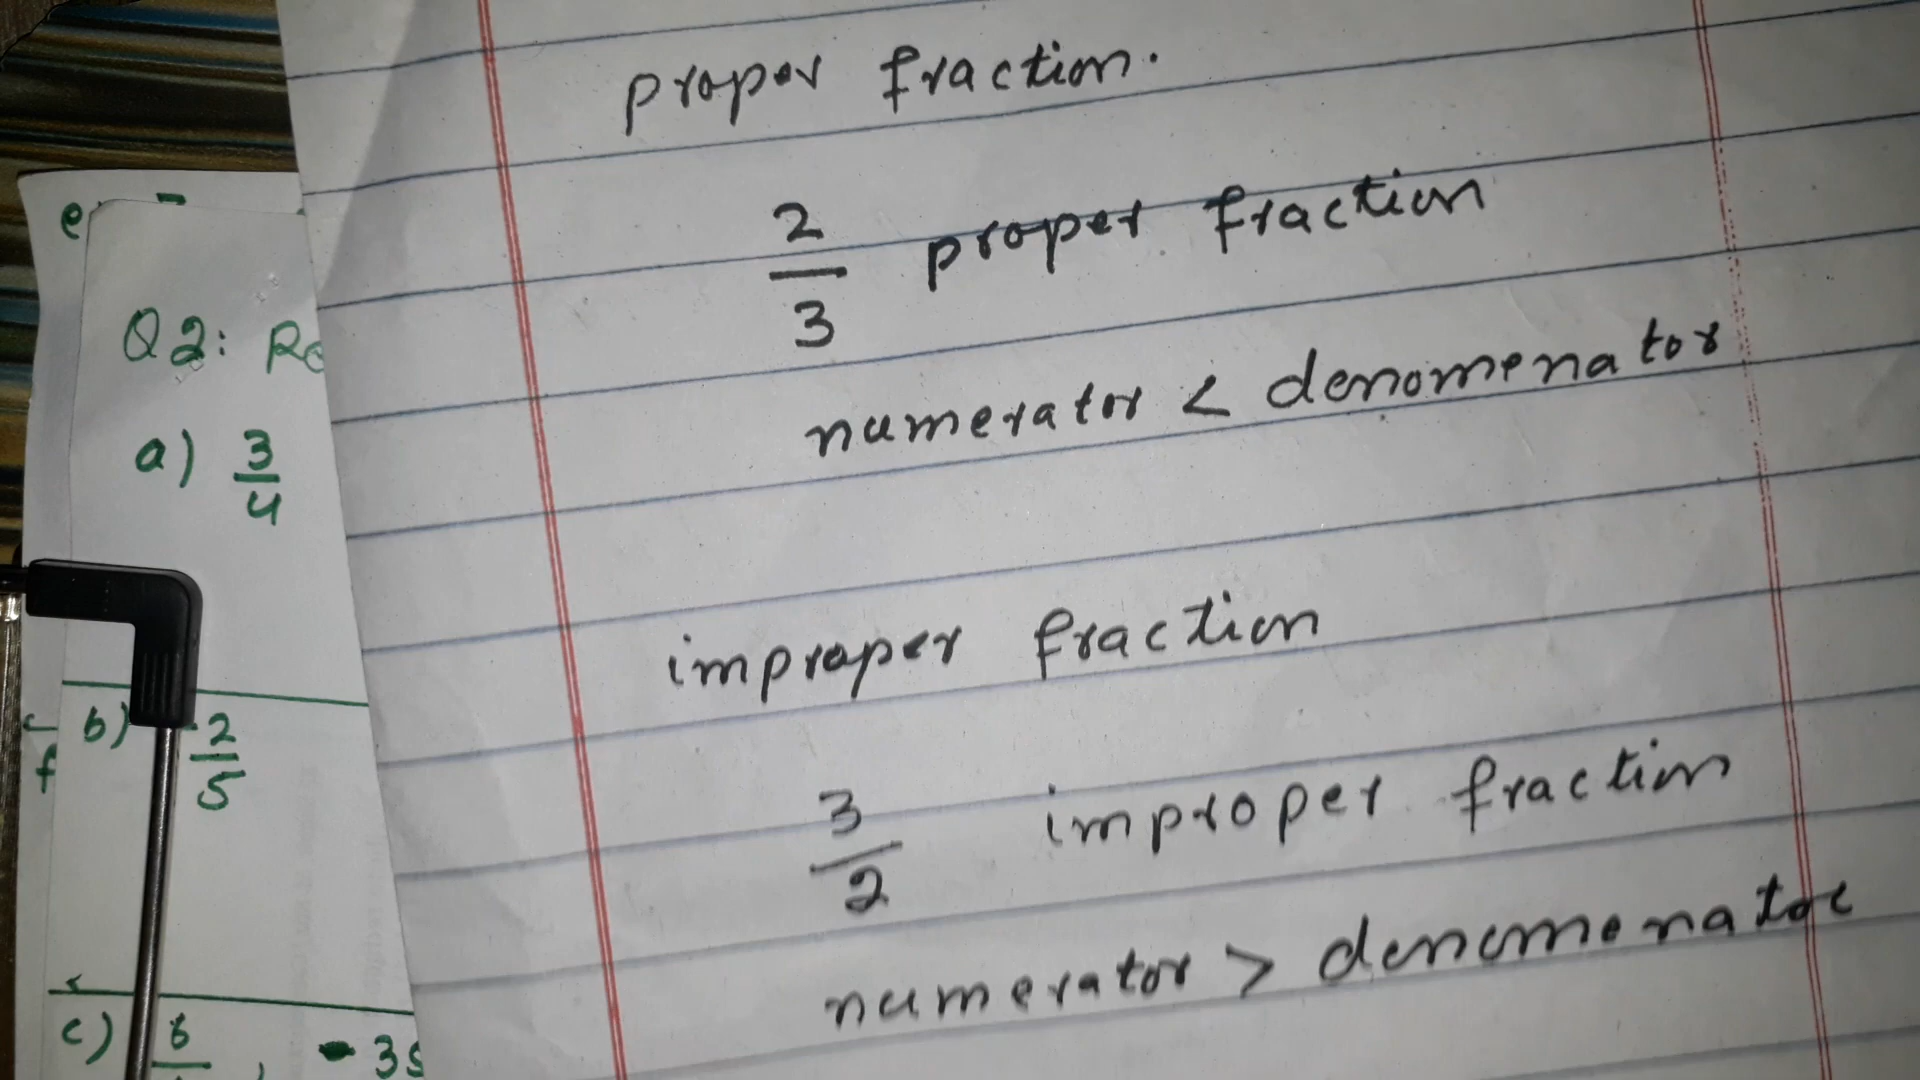 proper fraction.
2/3 proper fraction
numerator < denomenator
improper fraction
3/2 improper fraction
numerator > denomenator
e
Q2:
a) 3/4
b) 2/5
c) 6